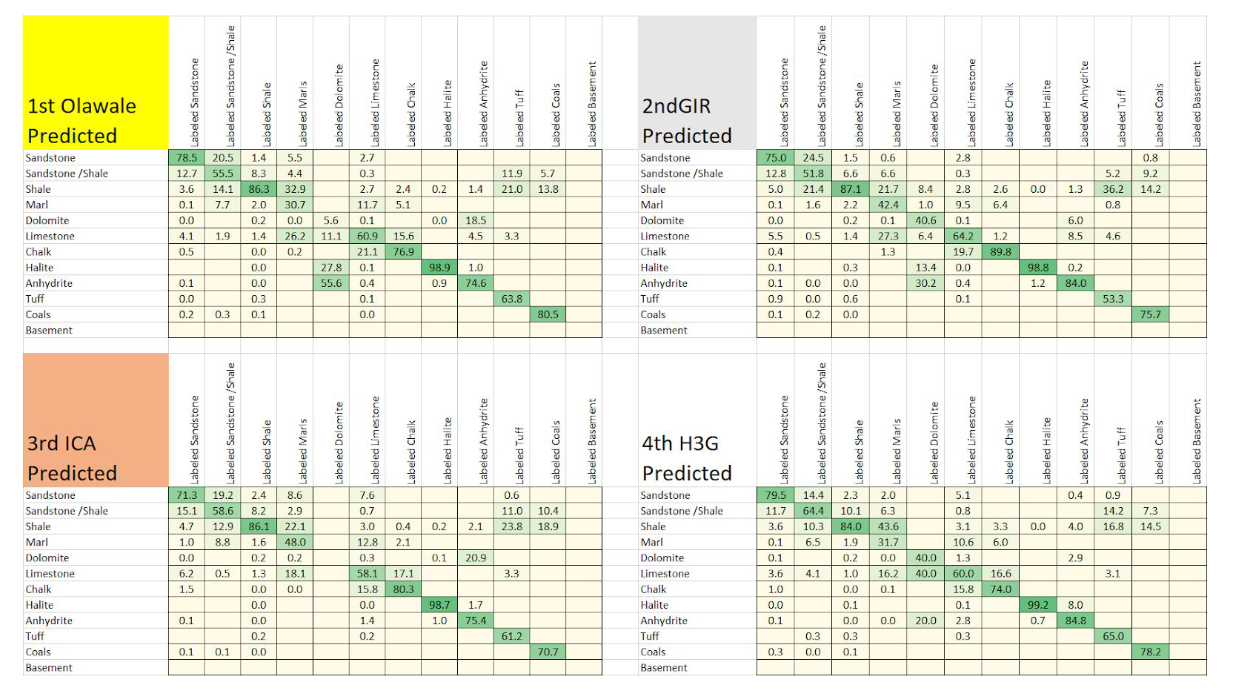 1st Olawale
Predicted
Labeled Sandstone
Labeled Sandstone /Shale
Labeled Shale
Labeled Marls
Labeled Dolomite
Labeled Limestone
Labeled Chalk
Labeled Halite
Labeled Anhydrite
Labeled Tuff
Labeled Coals
Labeled Basement
Sandstone 78.5 20.5 1.4 5.5 2.7
Sandstone /Shale 12.7 55.5 8.3 4.4 0.3 11.9 5.7
Shale 3.6 14.1 86.3 32.9 2.7 2.4 0.2 1.4 21.0 13.8
Marl 0.1 7.7 2.0 30.7 11.7 5.1
Dolomite 0.0 0.2 0.0 5.6 0.1 0.0 18.5
Limestone 4.1 1.9 1.4 26.2 11.1 60.9 15.6 4.5 3.3
Chalk 0.5 0.0 0.2 21.1 76.9
Halite 0.0 27.8 0.1 98.9 1.0
Anhydrite 0.1 0.0 55.6 0.4 0.9 74.6
Tuff 0.0 0.3 0.1 63.8
Coals 0.2 0.3 0.1 0.0 80.5
Basement
2ndGIR
Predicted
Labeled Sandstone
Labeled Sandstone /Shale
Labeled Shale
Labeled Marls
Labeled Dolomite
Labeled Limestone
Labeled Chalk
Labeled Halite
Labeled Anhydrite
Labeled Tuff
Labeled Coals
Labeled Basement
Sandstone 75.0 24.5 1.5 0.6 2.8 0.8
Sandstone /Shale 12.8 51.8 6.6 6.6 0.3 5.2 9.2
Shale 5.0 21.4 87.1 21.7 8.4 2.8 2.6 0.0 1.3 36.2 14.2
Marl 0.1 1.6 2.2 42.4 1.0 9.5 6.4 0.8
Dolomite 0.0 0.2 0.1 40.6 0.1 6.0
Limestone 5.5 0.5 1.4 27.3 6.4 64.2 1.2 8.5 4.6
Chalk 0.4 1.3 19.7 89.8
Halite 0.1 0.3 13.4 0.0 98.8 0.2
Anhydrite 0.1 0.0 0.0 30.2 0.4 1.2 84.0
Tuff 0.9 0.0 0.6 0.1 53.3
Coals 0.1 0.2 0.0 75.7
Basement
3rd ICA
Predicted
Labeled Sandstone
Labeled Sandstone /Shale
Labeled Shale
Labeled Marls
Labeled Dolomite
Labeled Limestone
Labeled Chalk
Labeled Halite
Labeled Anhydrite
Labeled Tuff
Labeled Coals
Labeled Basement
Sandstone 71.3 19.2 2.4 8.6 7.6 0.6
Sandstone /Shale 15.1 58.6 8.2 2.9 0.7 11.0 10.4
Shale 4.7 12.9 86.1 22.1 3.0 0.4 0.2 2.1 23.8 18.9
Marl 1.0 8.8 1.6 48.0 12.8 2.1
Dolomite 0.0 0.2 0.2 0.3 0.1 20.9
Limestone 6.2 0.5 1.3 18.1 58.1 17.1 3.3
Chalk 1.5 0.0 0.0 15.8 80.3
Halite 0.0 0.0 98.7 1.7
Anhydrite 0.1 0.0 1.4 1.0 75.4
Tuff 0.2 0.2 61.2
Coals 0.1 0.1 0.0 70.7
Basement
4th H3G
Predicted
Labeled Sandstone
Labeled Sandstone /Shale
Labeled Shale
Labeled Marls
Labeled Dolomite
Labeled Limestone
Labeled Chalk
Labeled Halite
Labeled Anhydrite
Labeled Tuff
Labeled Coals
Labeled Basement
Sandstone 79.5 14.4 2.3 2.0 5.1 0.4 0.9
Sandstone /Shale 11.7 64.4 10.1 6.3 0.8 14.2 7.3
Shale 3.6 10.3 84.0 43.6 3.1 3.3 0.0 4.0 16.8 14.5
Marl 0.1 6.5 1.9 31.7 10.6 6.0
Dolomite 0.1 0.2 0.0 40.0 1.3 2.9
Limestone 3.6 4.1 1.0 16.2 40.0 60.0 16.6 3.1
Chalk 1.0 0.0 0.1 15.8 74.0
Halite 0.0 0.1 0.1 99.2 8.0
Anhydrite 0.1 0.0 0.0 20.0 2.8 0.7 84.8
Tuff 0.3 0.3 0.3 65.0
Coals 0.3 0.0 0.1 78.2
Basement